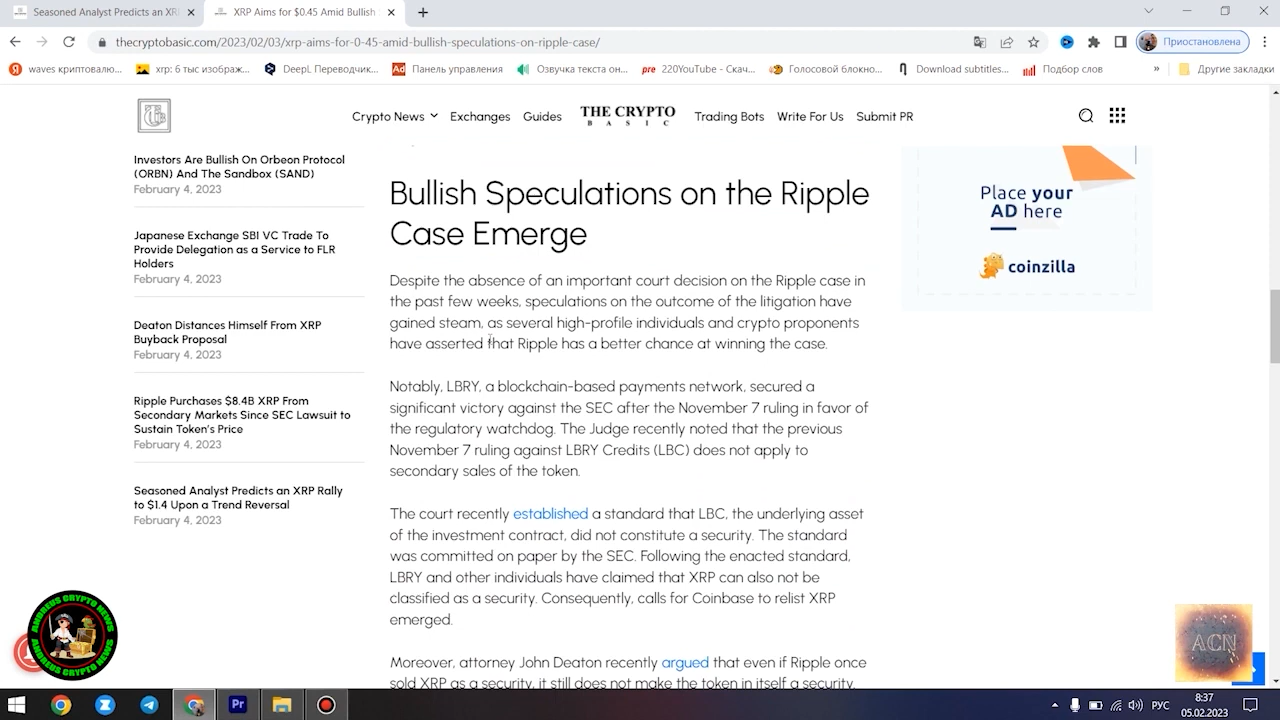 Seasoned Analyst Predicts an XR
XRP Aims for $0.45 Amid Bullish
thecryptobasic.com/2023/02/03/xrp-aims-for-0-45-amid-bullish-speculations-on-ripple-case/
Приостановлена
waves криптовалю...
xrp: 6 тыс изображ...
DeepL Переводчик...
Панель управления
Озвучка текста он...
220YouTube - Скач...
Голосовой блокно...
Download subtitles...
Подбор слов
»
Другие закладки
Crypto News
Exchanges
Guides
THE CRYPTO
BASIC
Trading Bots
Write For Us
Submit PR
Investors Are Bullish On Orbeon Protocol
(ORBN) And The Sandbox (SAND)
February 4, 2023
Japanese Exchange SBI VC Trade To
Provide Delegation as a Service to FLR
Holders
February 4, 2023
Deaton Distances Himself From XRP
Buyback Proposal
February 4, 2023
Ripple Purchases $8.4B XRP From
Secondary Markets Since SEC Lawsuit to
Sustain Token's Price
February 4, 2023
Seasoned Analyst Predicts an XRP Rally
to $1.4 Upon a Trend Reversal
February 4, 2023
Bullish Speculations on the Ripple
Case Emerge
Despite the absence of an important court decision on the Ripple case in
the past few weeks, speculations on the outcome of the litigation have
gained steam, as several high-profile individuals and crypto proponents
have asserted that Ripple has a better chance at winning the case.
Notably, LBRY, a blockchain-based payments network, secured a
significant victory against the SEC after the November 7 ruling in favor of
the regulatory watchdog. The Judge recently noted that the previous
November 7 ruling against LBRY Credits (LBC) does not apply to
secondary sales of the token.
The court recently established a standard that LBC, the underlying asset
of the investment contract, did not constitute a security. The standard
was committed on paper by the SEC. Following the enacted standard,
LBRY and other individuals have claimed that XRP can also not be
classified as a security. Consequently, calls for Coinbase to relist XRP
emerged.
Moreover, attorney John Deaton recently argued that even if Ripple once
sold XRP as a security, it still does not make the token in itself a security.
Place your
AD here
coinzilla
ANDREUS CRYPTO NEWS
ANDREUS CRYPTO NEWS
ACN
РУС
8:37
05.02.2023